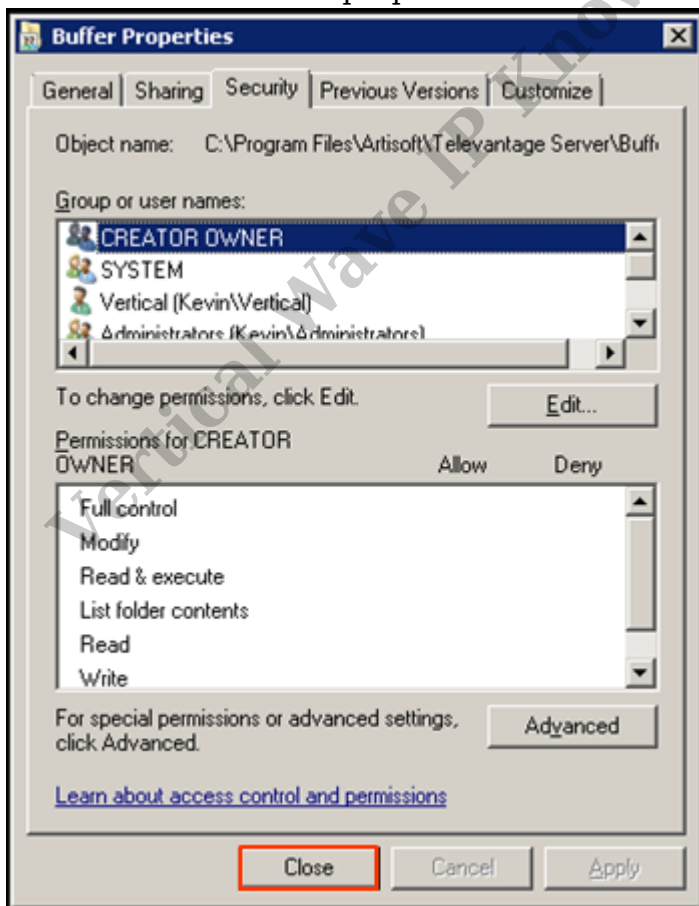 Buffer Properties
General Sharing Security Previous Versions Customize
Object name: C:\Program Files\Artisoft\Televantage Server\Buff
Group or user names:
CREATOR OWNER
SYSTEM
Vertical (Kevin\Vertical)
Administrators (Kevin\Administrators)
To change permissions, click Edit.
Edit...
Permissions for CREATOR
OWNER Allow Deny
Full control
Modify
Read & execute
List folder contents
Read
Write
For special permissions or advanced settings,
click Advanced.
Advanced
Learn about access control and permissions
Close Cancel Apply
Vertical Wave IP